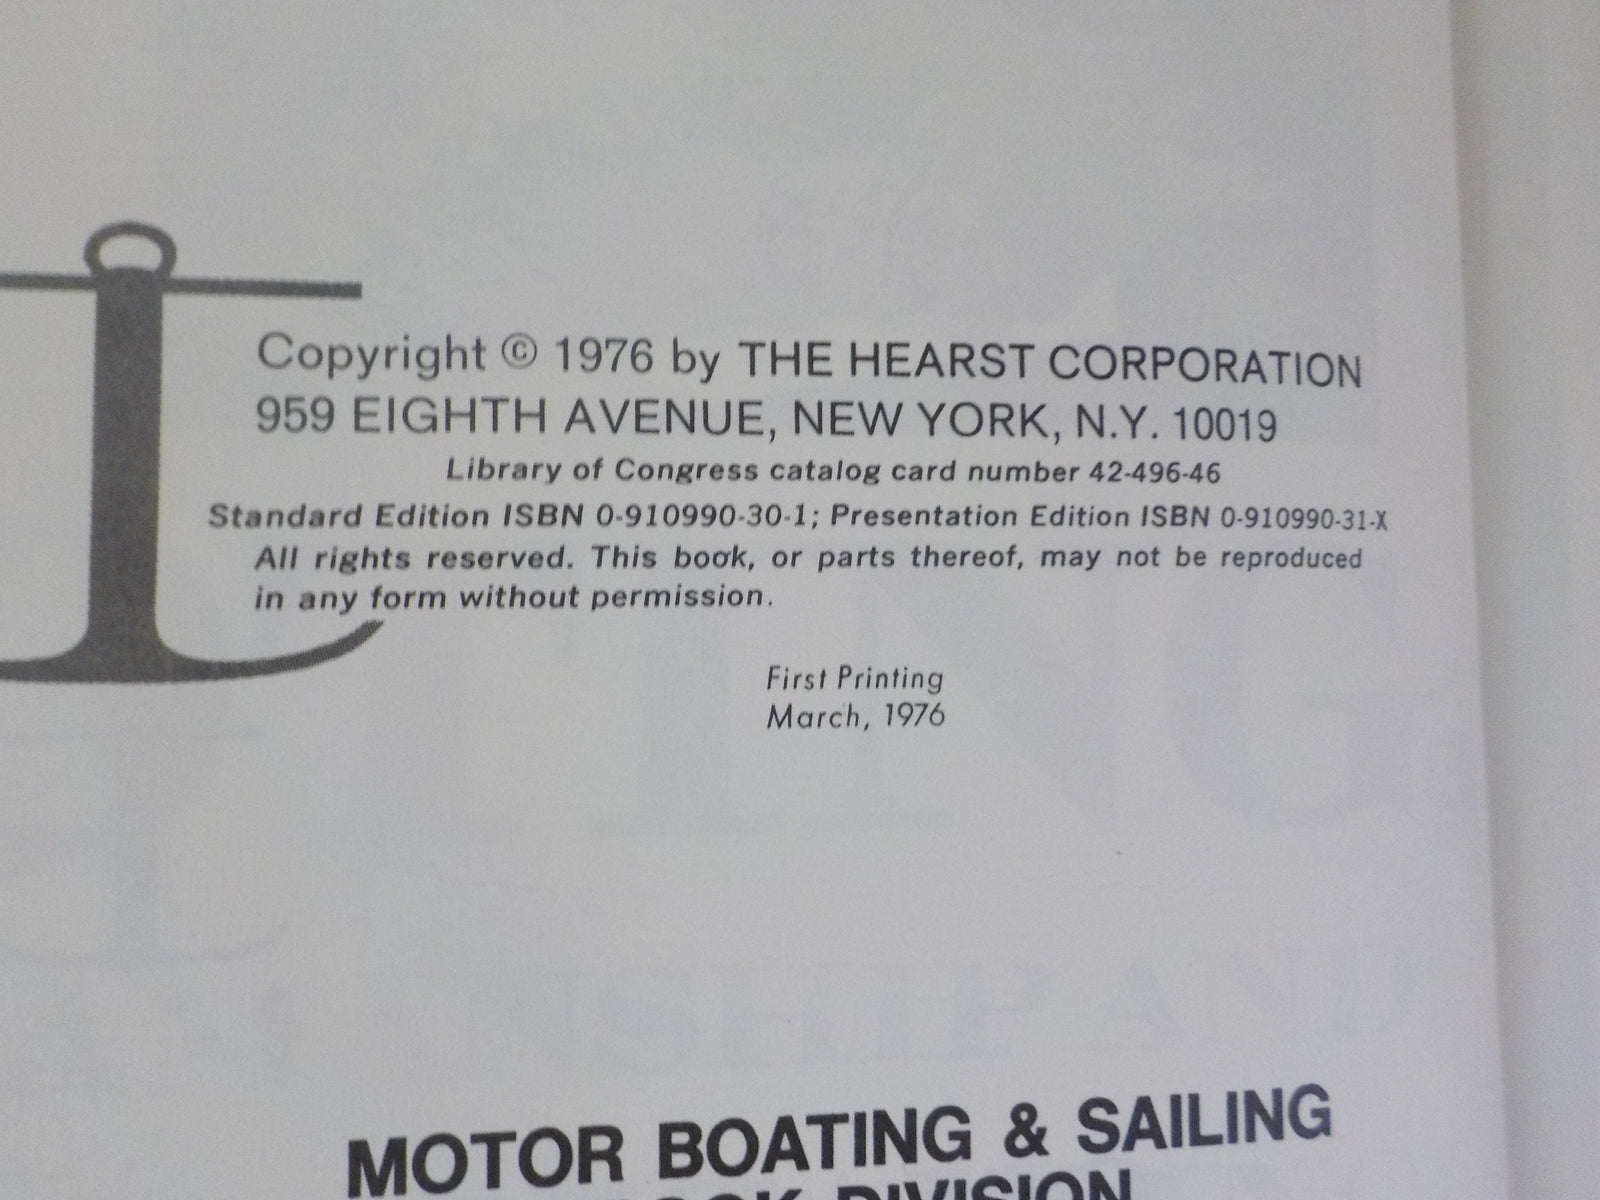 Copyright © 1976 by THE HEARST CORPORATION
959 EIGHTH AVENUE, NEW YORK, N.Y. 10019
Library of Congress catalog card number 42-496-46
Standard Edition ISBN 0-910990-30-1; Presentation Edition ISBN 0-910990-31-X
All rights reserved. This book, or parts thereof, may not be reproduced
in any form without permission.
First Printing
March, 1976
MOTOR BOATING & SAILING
DIVISION